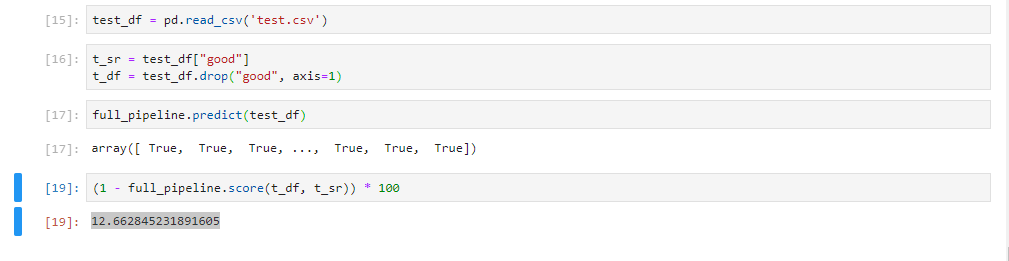 [15]: test_df = pd.read_csv('test.csv')
[16]: t_sr = test_df["good"]
t_df = test_df.drop("good", axis=1)
[17]: full_pipeline.predict(test_df)
[17]: array([ True,  True,  True, ...,  True,  True,  True])
[19]: (1 - full_pipeline.score(t_df, t_sr)) * 100
[19]: 12.662845231891605